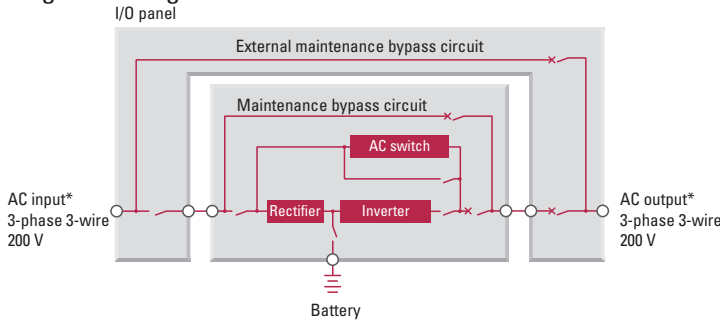 I/O panel
External maintenance bypass circuit
Maintenance bypass circuit
AC switch
AC input*
3-phase 3-wire
200 V
Rectifier
Inverter
AC output*
3-phase 3-wire
200 V
Battery